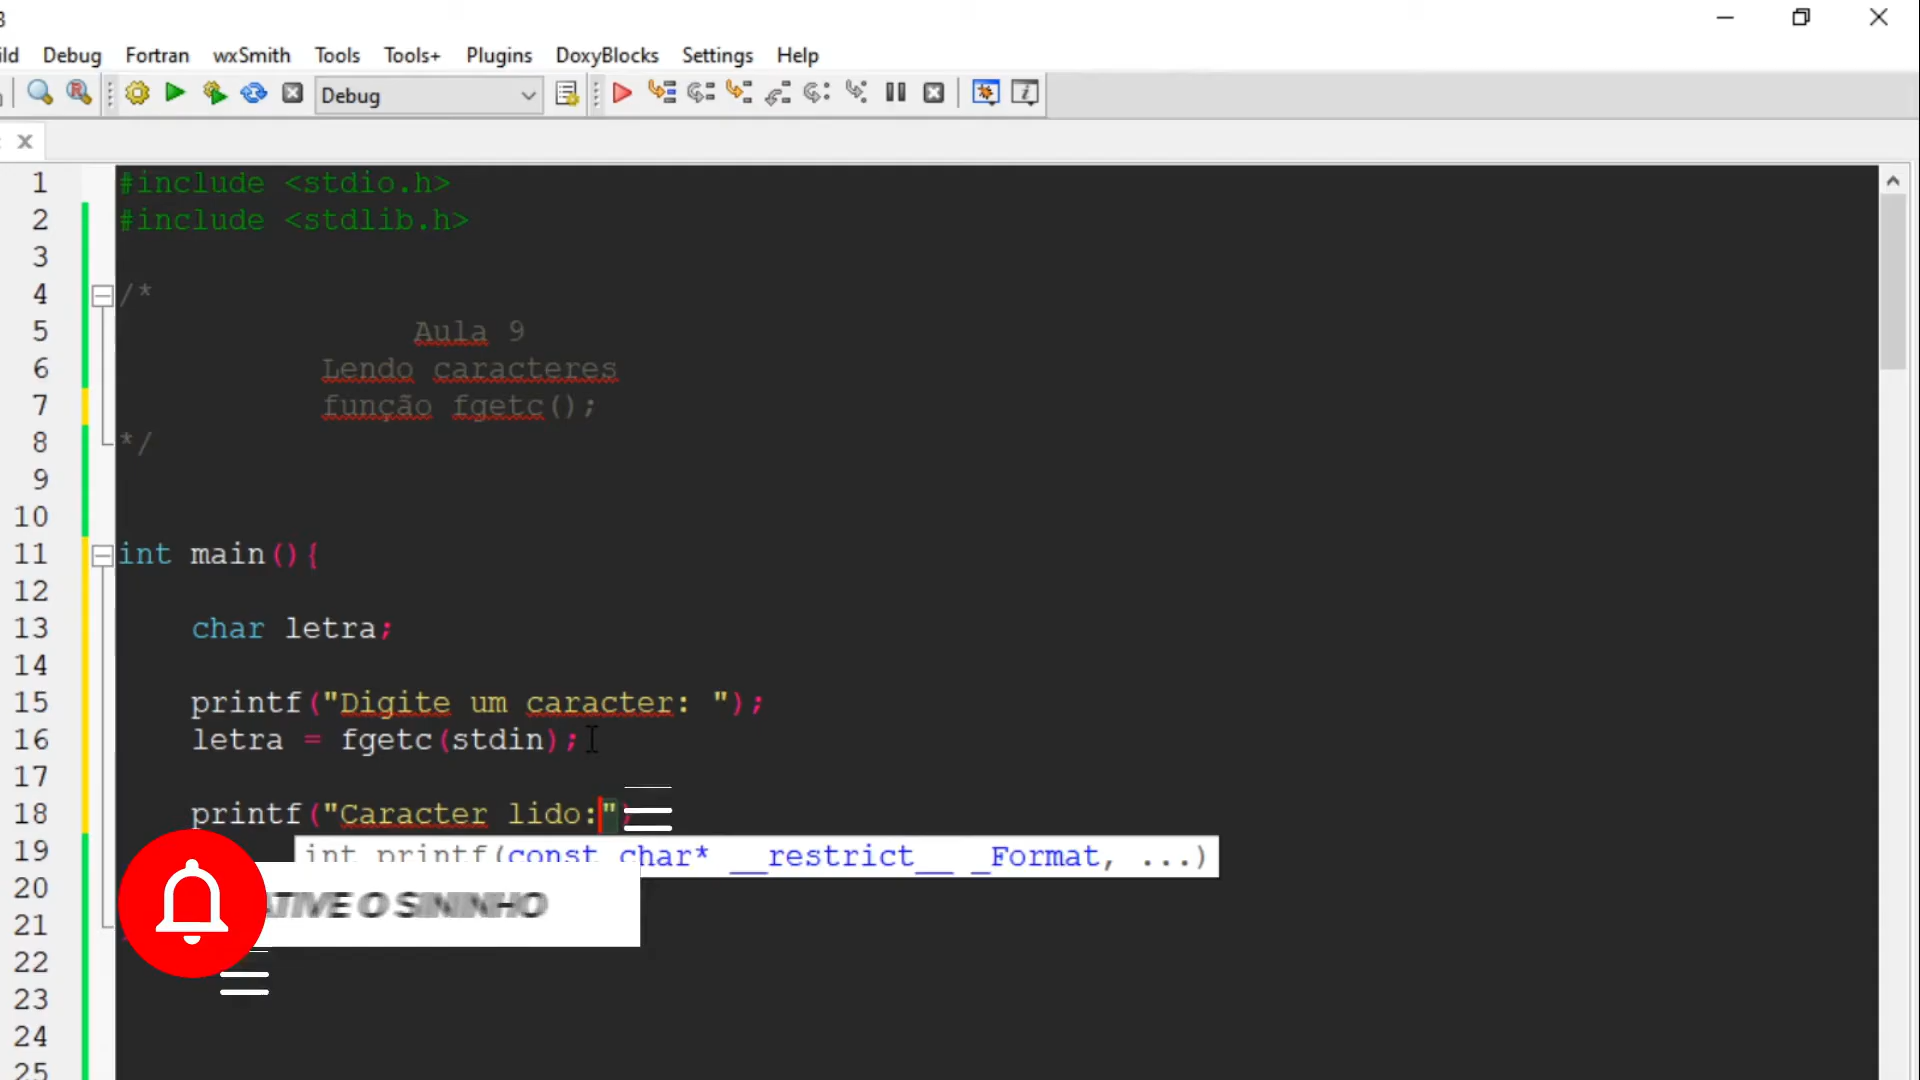 Debug Fortran wxSmith Tools Tools+ Plugins DoxyBlocks Settings Help
Debug
1 #include <stdio.h>
2 #include <stdlib.h>
3
4 /*
5 Aula 9
6 Lendo caracteres
7 função fgetc();
8 */
9
10
11 int main(){
12
13 char letra;
14
15 printf("Digite um caracter: ");
16 letra = fgetc(stdin);
17
18 printf("Caracter lido:")
19 int printf(const char* __restrict__ _Format, ...)
20 ATIVE O SININHO
21
22
23
24
25